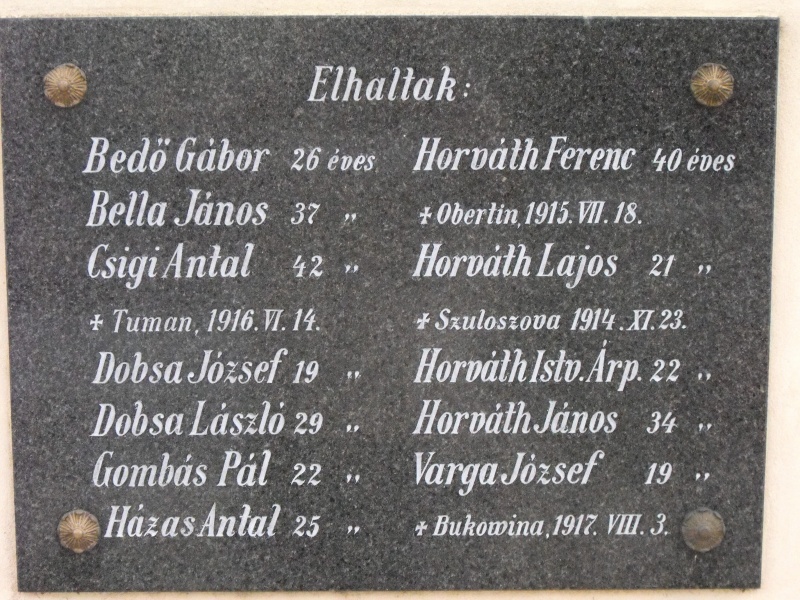 Elhaltak:
Bedő Gábor 26 éves
Bella János 37 „
Csigi Antal 42 „
✝ Tuman, 1916. VI. 14.
Dobsa József 19 „
Dobsa László 29 „
Gombás Pál 22 „
Házas Antal 25 „
Horváth Ferenc 40 éves
✝ Obertin, 1915. VII. 18.
Horváth Lajos 21 „
✝ Szuloszova 1914. XI. 23.
Horváth Istv. Árp. 22 „
Horváth János 34 „
Varga József 19 „
✝ Bukowina, 1917. VIII. 3.